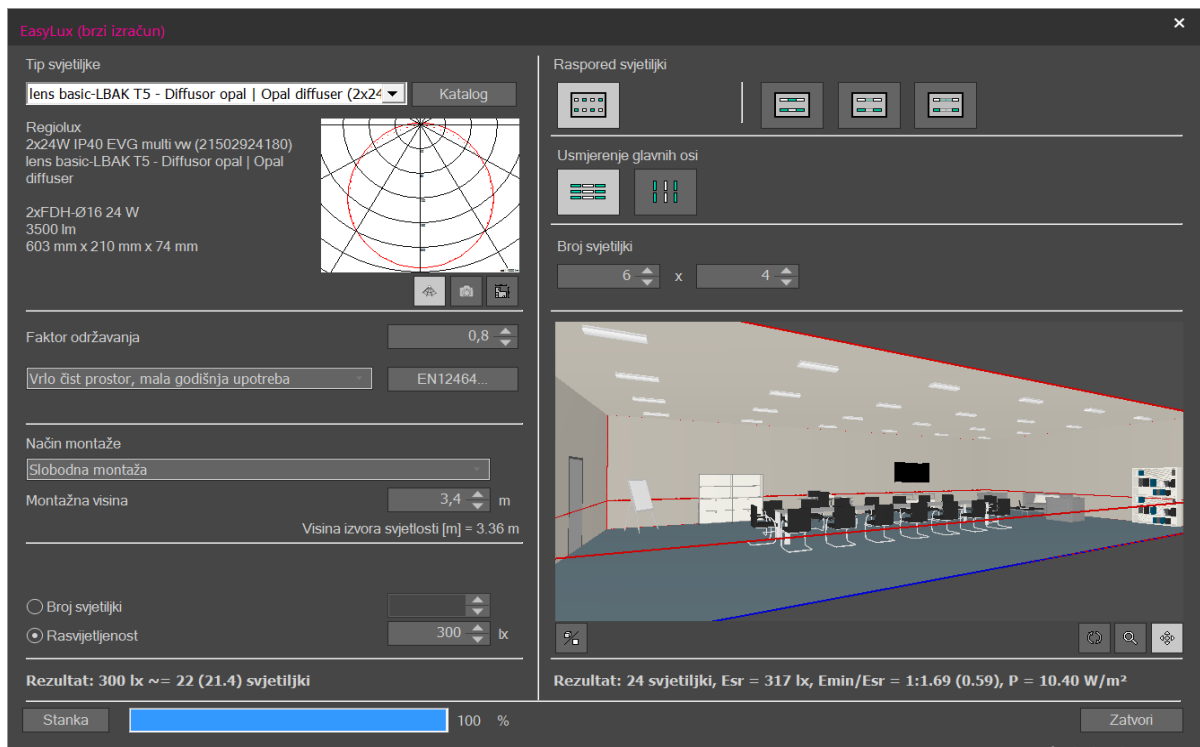 EasyLux (brzi izračun)
Tip svjetiljke
lens basic-LBAK T5 - Diffusor opal | Opal diffuser (2x24
Katalog
Regiolux
2x24W IP40 EVG multi vw (21502924180)
lens basic-LBAK T5 - Diffusor opal | Opal
diffuser
2xFDH-Ø16 24 W
3500 lm
603 mm x 210 mm x 74 mm
Faktor održavanja
0,8
Vrlo čist prostor, mala godišnja upotreba
EN12464...
Način montaže
Slobodna montaža
Montažna visina
3,4 m
Visina izvora svjetlosti [m] = 3.36 m
Broj svjetiljki
Rasvijetljenost
300 lx
Rezultat: 300 lx ~= 22 (21.4) svjetiljki
Raspored svjetiljki
Usmjerenje glavnih osi
Broj svjetiljki
6 x 4
Rezultat: 24 svjetiljki, Esr = 317 lx, Emin/Esr = 1:1.69 (0.59), P = 10.40 W/m²
Stanka
100 %
Zatvori